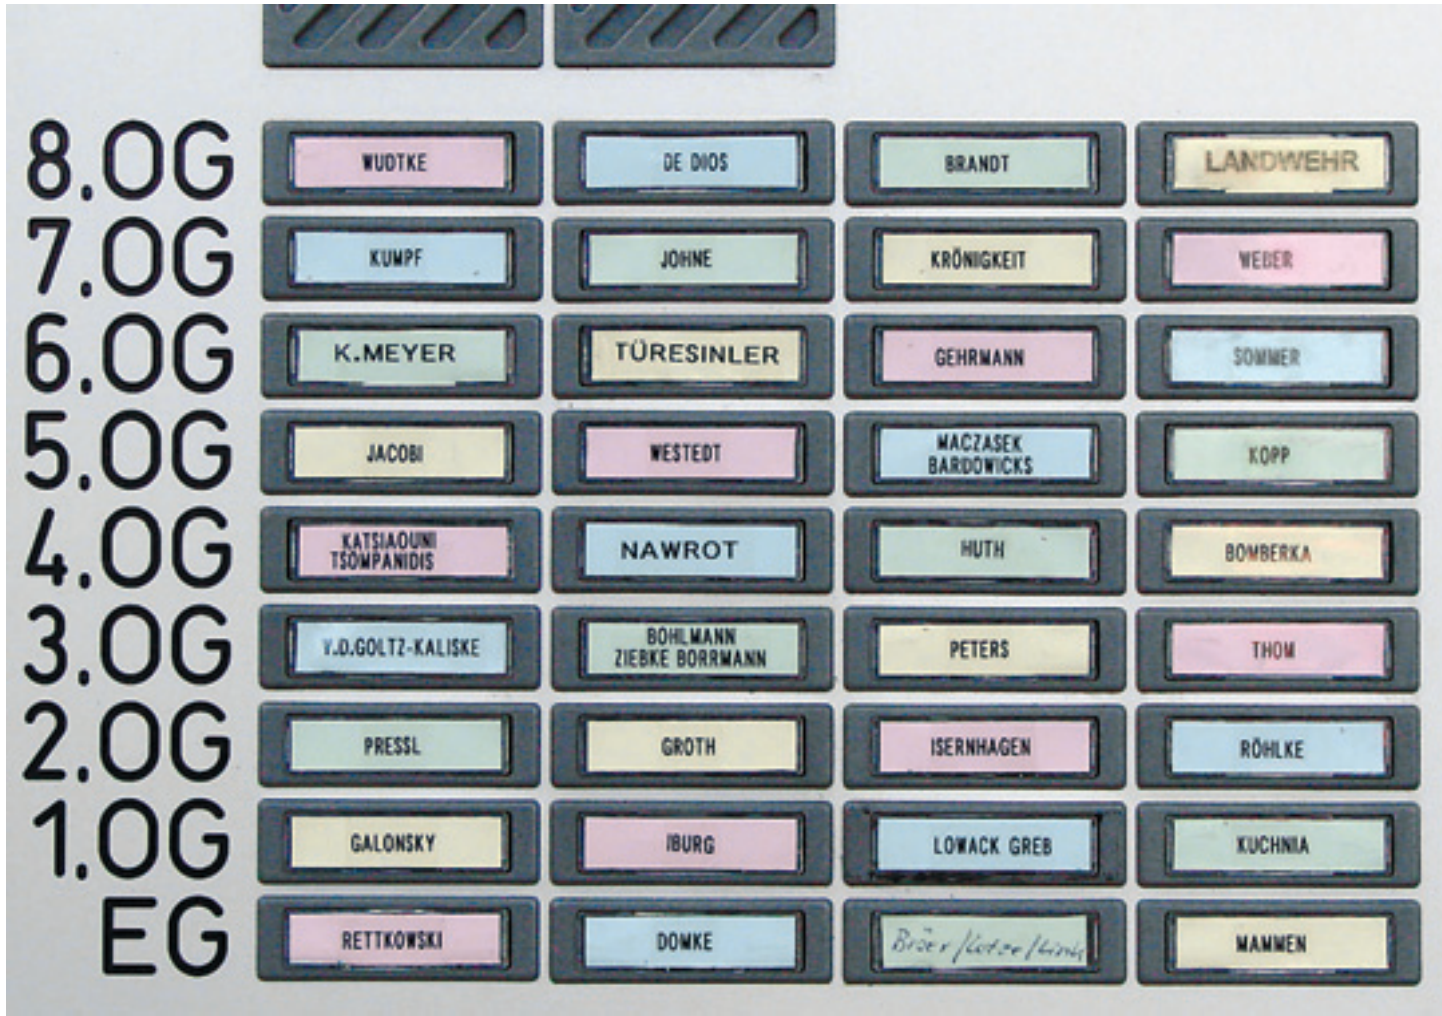 8.OG WUDTKE DE DIOS BRANDT LANDWEHR
7.OG KUMPF JOHNE KRÖNIGKEIT WEBER
6.OG K.MEYER TÜRESINLER GEHRMANN SOMMER
5.OG JACOBI WESTEDT MACZASEK BARDOWICKS KOPP
4.OG KATSIAOUNI TSOMPANIDIS NAWROT HUTH BOMBERKA
3.OG V.D.GOLTZ-KALISKE BOHLMANN ZIEBKE BORRMANN PETERS THOM
2.OG PRESSL GROTH ISERNHAGEN RÖHLKE
1.OG GALONSKY IBURG LOWACK GREB KUCHNIA
EG RETTKOWSKI DOMKE MAMMEN